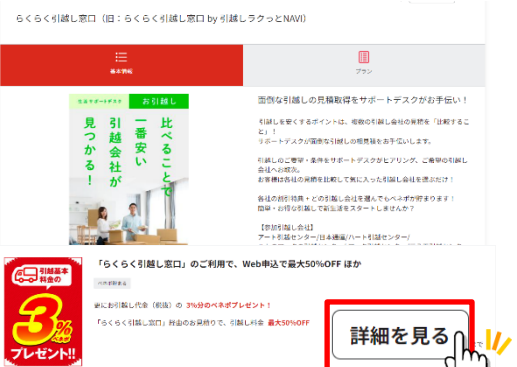 らくらく引越し窓口（旧：らくらく引越し窓口 by 引越しラクっとNAVI）
基本情報
プラン
生活サポートデスク
お引越し
比べることで
一番安い
引越会社が
見つかる！
面倒な引越しの見積取得をサポートデスクがお手伝い！
引越しを安くするポイントは、複数の引越し会社の見積を「比較するこ
と」！
サポートデスクが面倒な引越しの相見積をお手伝いします。
引越しのご要望・条件をサポートデスクがヒアリング、ご希望の引越し
会社へお取次。
お客様は各社の見積を比較して気に入った引越し会社を選ぶだけ！
各社の割引特典＋どの引越し会社を選んでもベネポが貯まります！
簡単・お得な引越しで新生活をスタートしませんか？
【参加引越し会社】
アート引越センター/日本通運/ハート引越センター/
引越基本
料金の
3%
プレゼント!!
「らくらく引越し窓口」のご利用で、Web申込で最大50%OFF ほか
更にお引越し代金（税抜）の 3%分のベネポプレゼント！
「らくらく引越し窓口」経由のお見積りで、引越し料金 最大50%OFF
詳細を見る